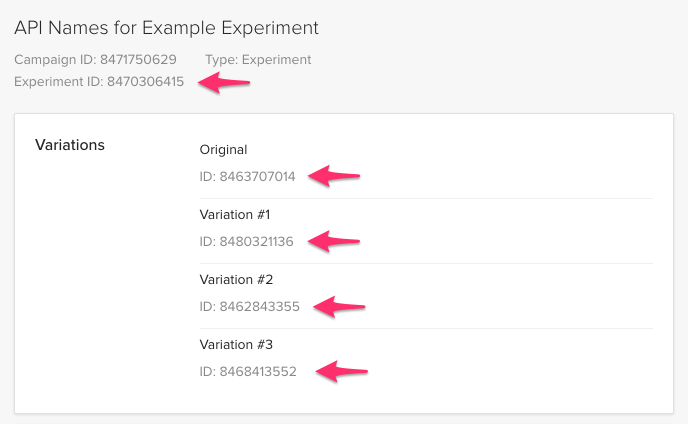 API Names for Example Experiment
Campaign ID: 8471750629 Type: Experiment
Experiment ID: 8470306415
Variations
Original
ID: 8463707014
Variation #1
ID: 8480321136
Variation #2
ID: 8462843355
Variation #3
ID: 8468413552